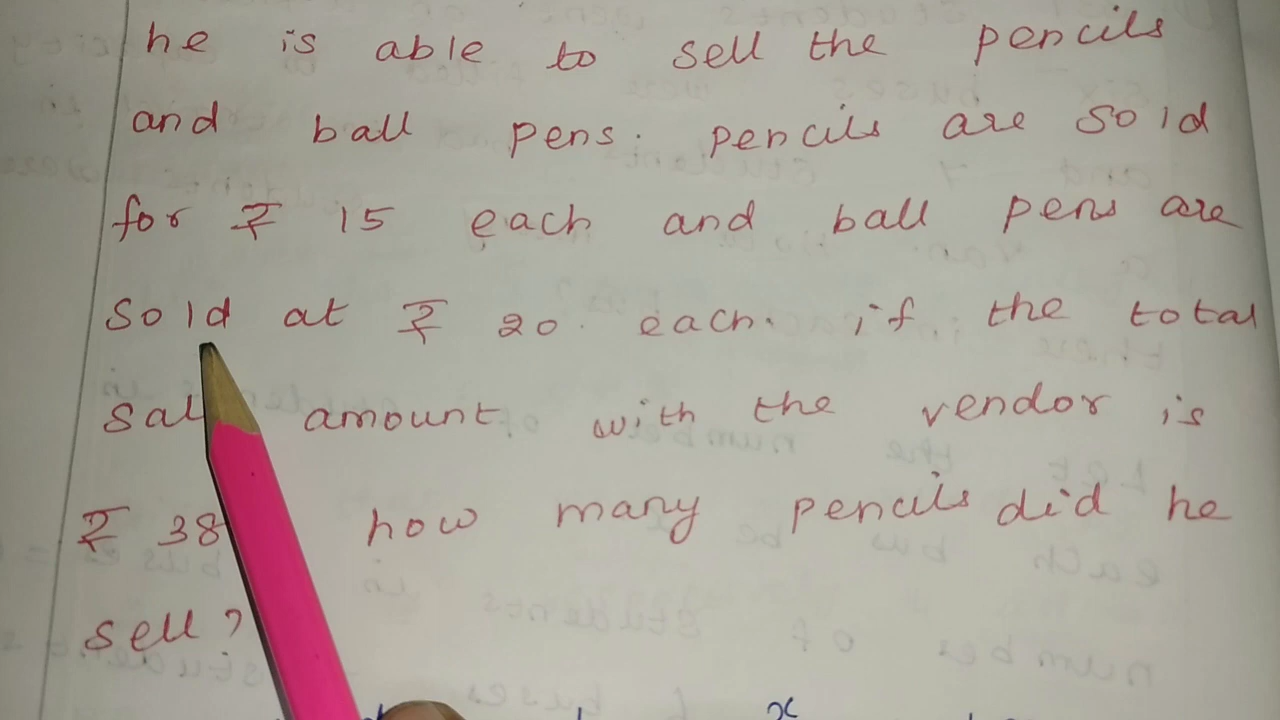 he is able to sell the pencils
and ball pens. pencils are sold
for ₹ 15 each and ball pens are
sold at ₹ 20 each. if the total
amount with the vendor is
₹ how many pencils did he
sell?
x